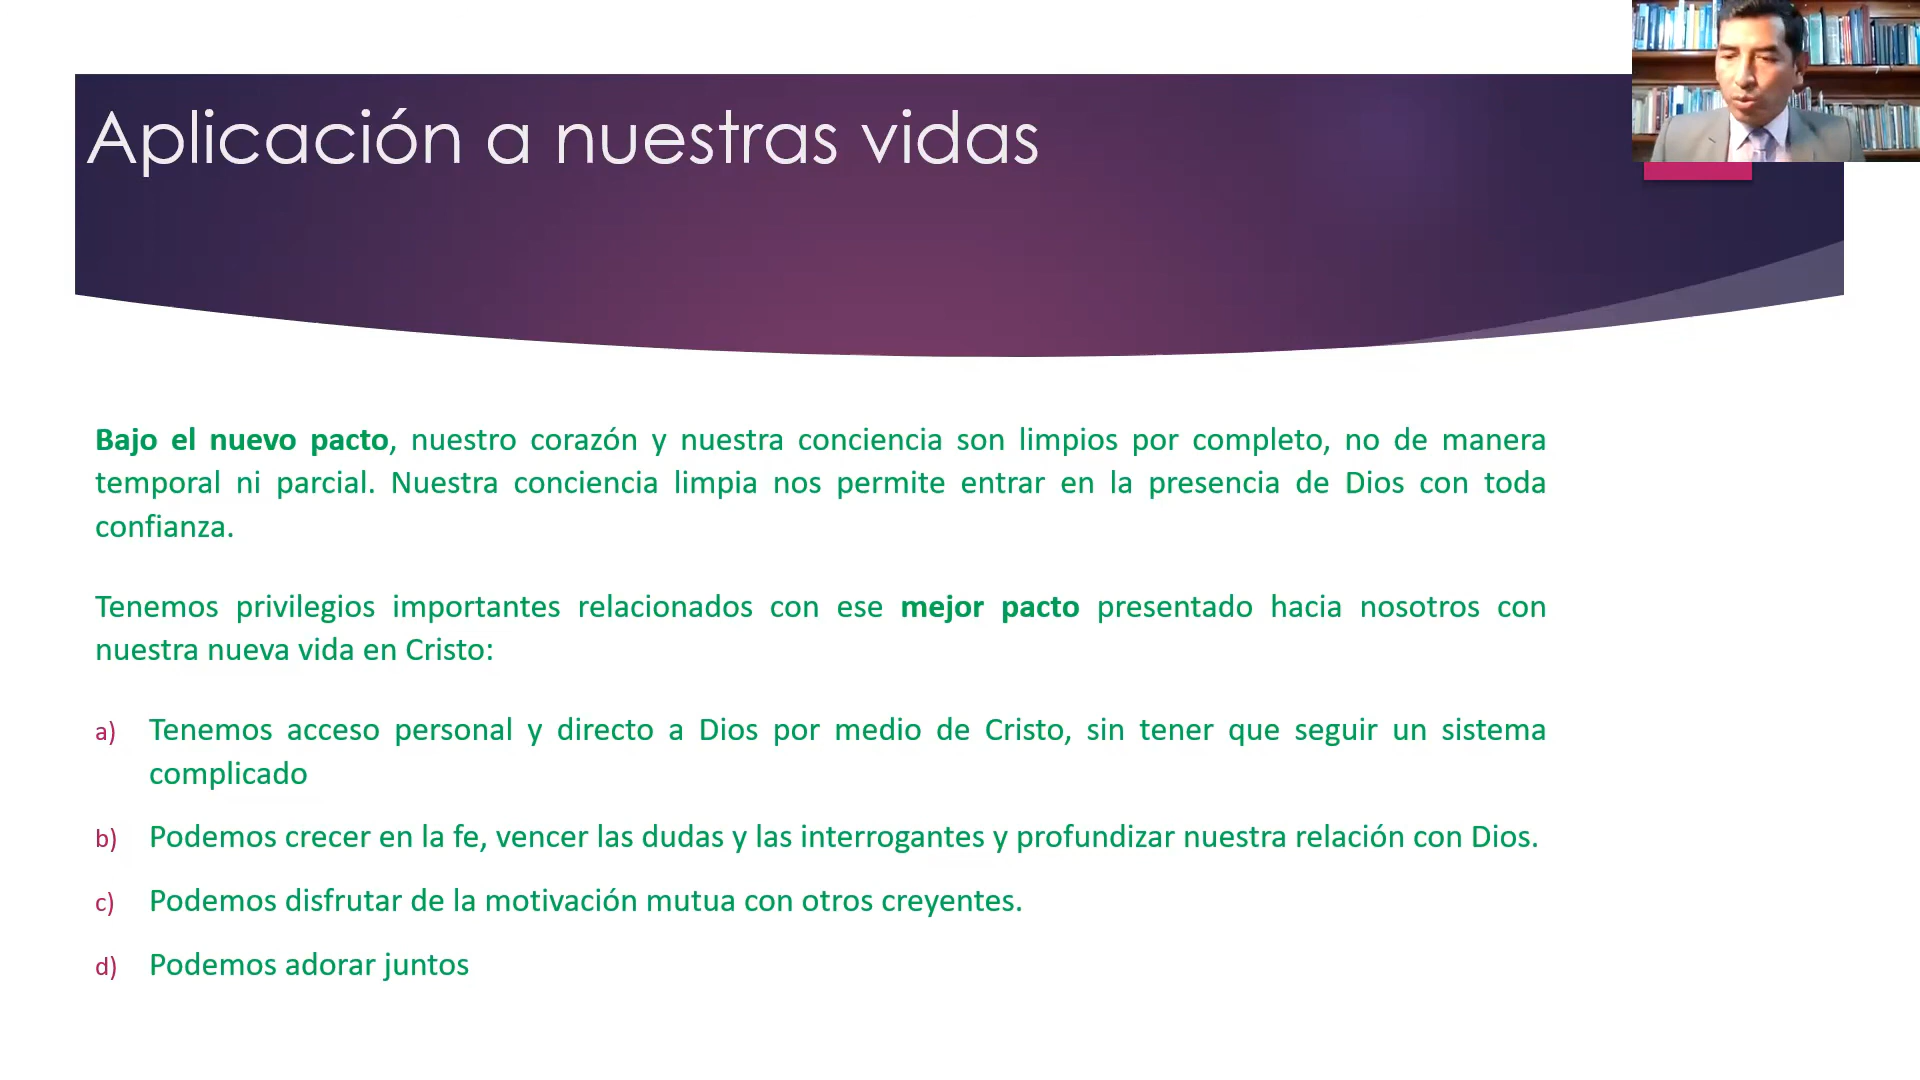 Aplicación a nuestras vidas
Bajo el nuevo pacto, nuestro corazón y nuestra conciencia son limpios por completo, no de manera
temporal ni parcial. Nuestra conciencia limpia nos permite entrar en la presencia de Dios con toda
confianza.
Tenemos privilegios importantes relacionados con ese mejor pacto presentado hacia nosotros con
nuestra nueva vida en Cristo:
a) Tenemos acceso personal y directo a Dios por medio de Cristo, sin tener que seguir un sistema
complicado
b) Podemos crecer en la fe, vencer las dudas y las interrogantes y profundizar nuestra relación con Dios.
c) Podemos disfrutar de la motivación mutua con otros creyentes.
d) Podemos adorar juntos